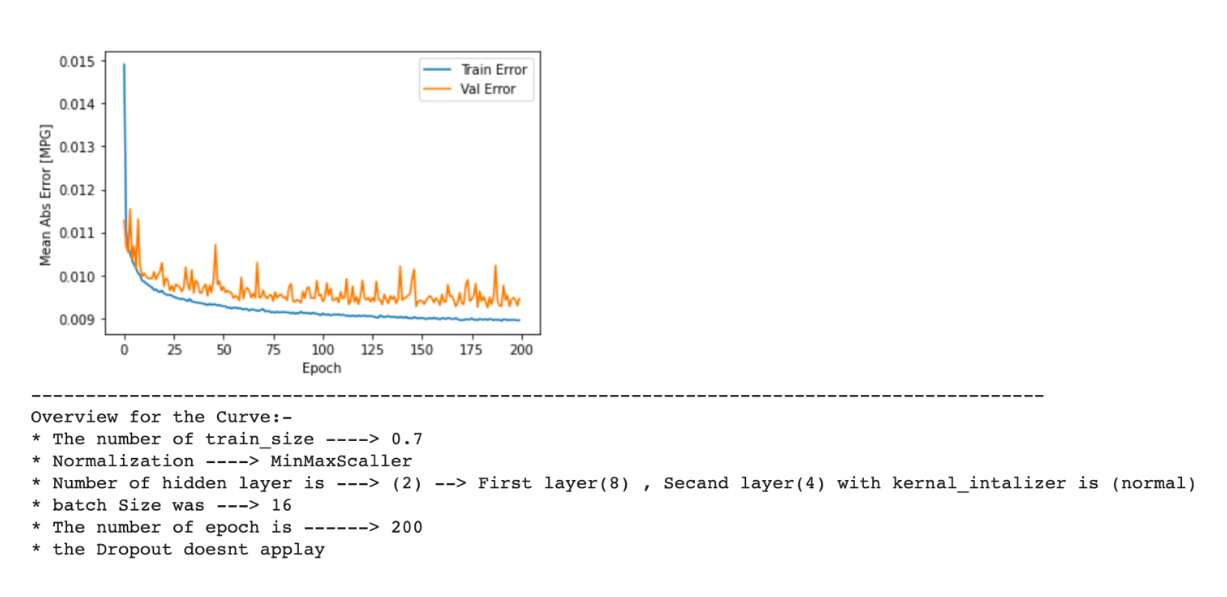 0.015
0.014
0.013
0.012
0.011
0.010
0.009
Mean Abs Error [MPG]
Train Error
Val Error
0 25 50 75 100 125 150 175 200
Epoch
---------------------------------------------------------------------------------------------
Overview for the Curve:-
* The number of train_size ----> 0.7
* Normalization ----> MinMaxScaller
* Number of hidden layer is ---> (2) --> First layer(8) , Secand layer(4) with kernal_intalizer is (normal)
* batch Size was ---> 16
* The number of epoch is ------> 200
* the Dropout doesnt applay